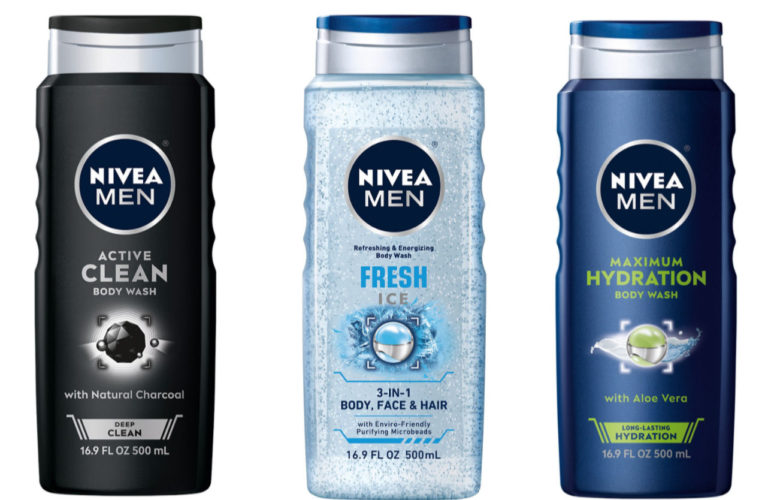 NIVEA
MEN
®
ACTIVE
CLEAN
BODY WASH
with Natural Charcoal
DEEP
CLEAN
16.9 FL OZ 500 mL
NIVEA
MEN
®
Refreshing & Energizing
Body Wash
FRESH
ICE
3-IN-1
BODY, FACE & HAIR
with Enviro-Friendly
Purifying Microbeads
16.9 FL OZ 500mL
NIVEA
MEN
®
MAXIMUM
HYDRATION
BODY WASH
with Aloe Vera
LONG-LASTING
HYDRATION
16.9 FL OZ 500 mL